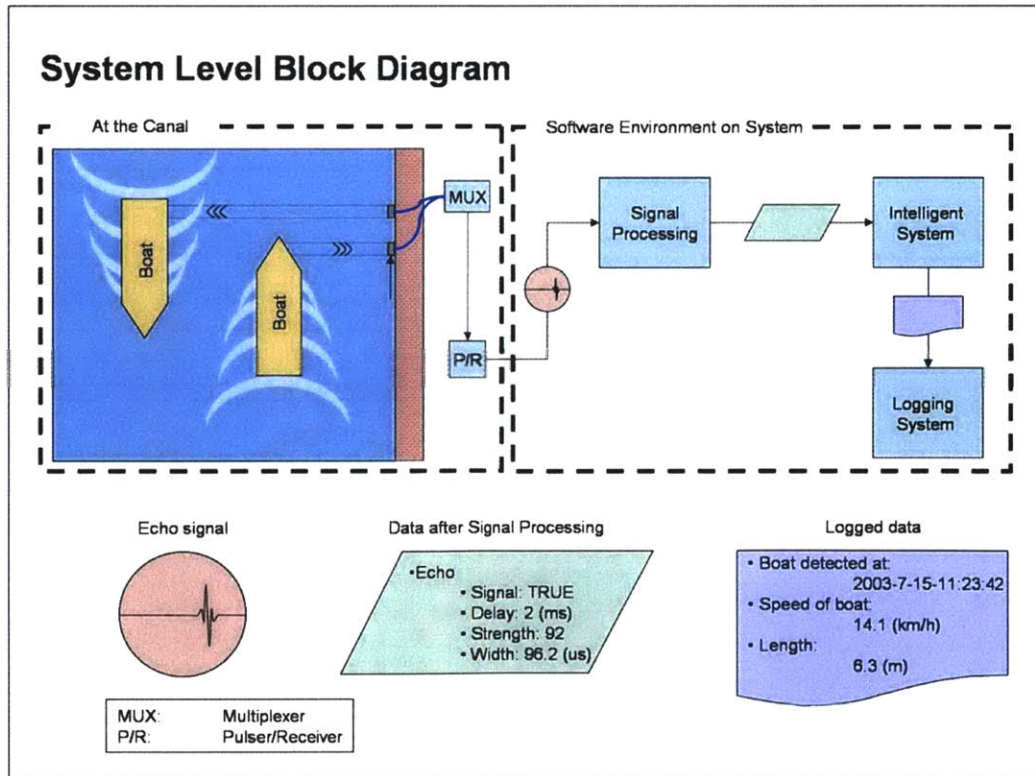 System Level Block Diagram
At the Canal
Software Environment on System
Boat
Boat
MUX
P/R
Signal
Processing
Intelligent
System
Logging
System
Echo signal
Data after Signal Processing
Logged data
•Echo
• Signal: TRUE
• Delay: 2 (ms)
• Strength: 92
• Width: 96.2 (us)
• Boat detected at:
2003-7-15-11:23:42
• Speed of boat:
14.1 (km/h)
• Length:
6.3 (m)
MUX: Multiplexer
P/R: Pulser/Receiver